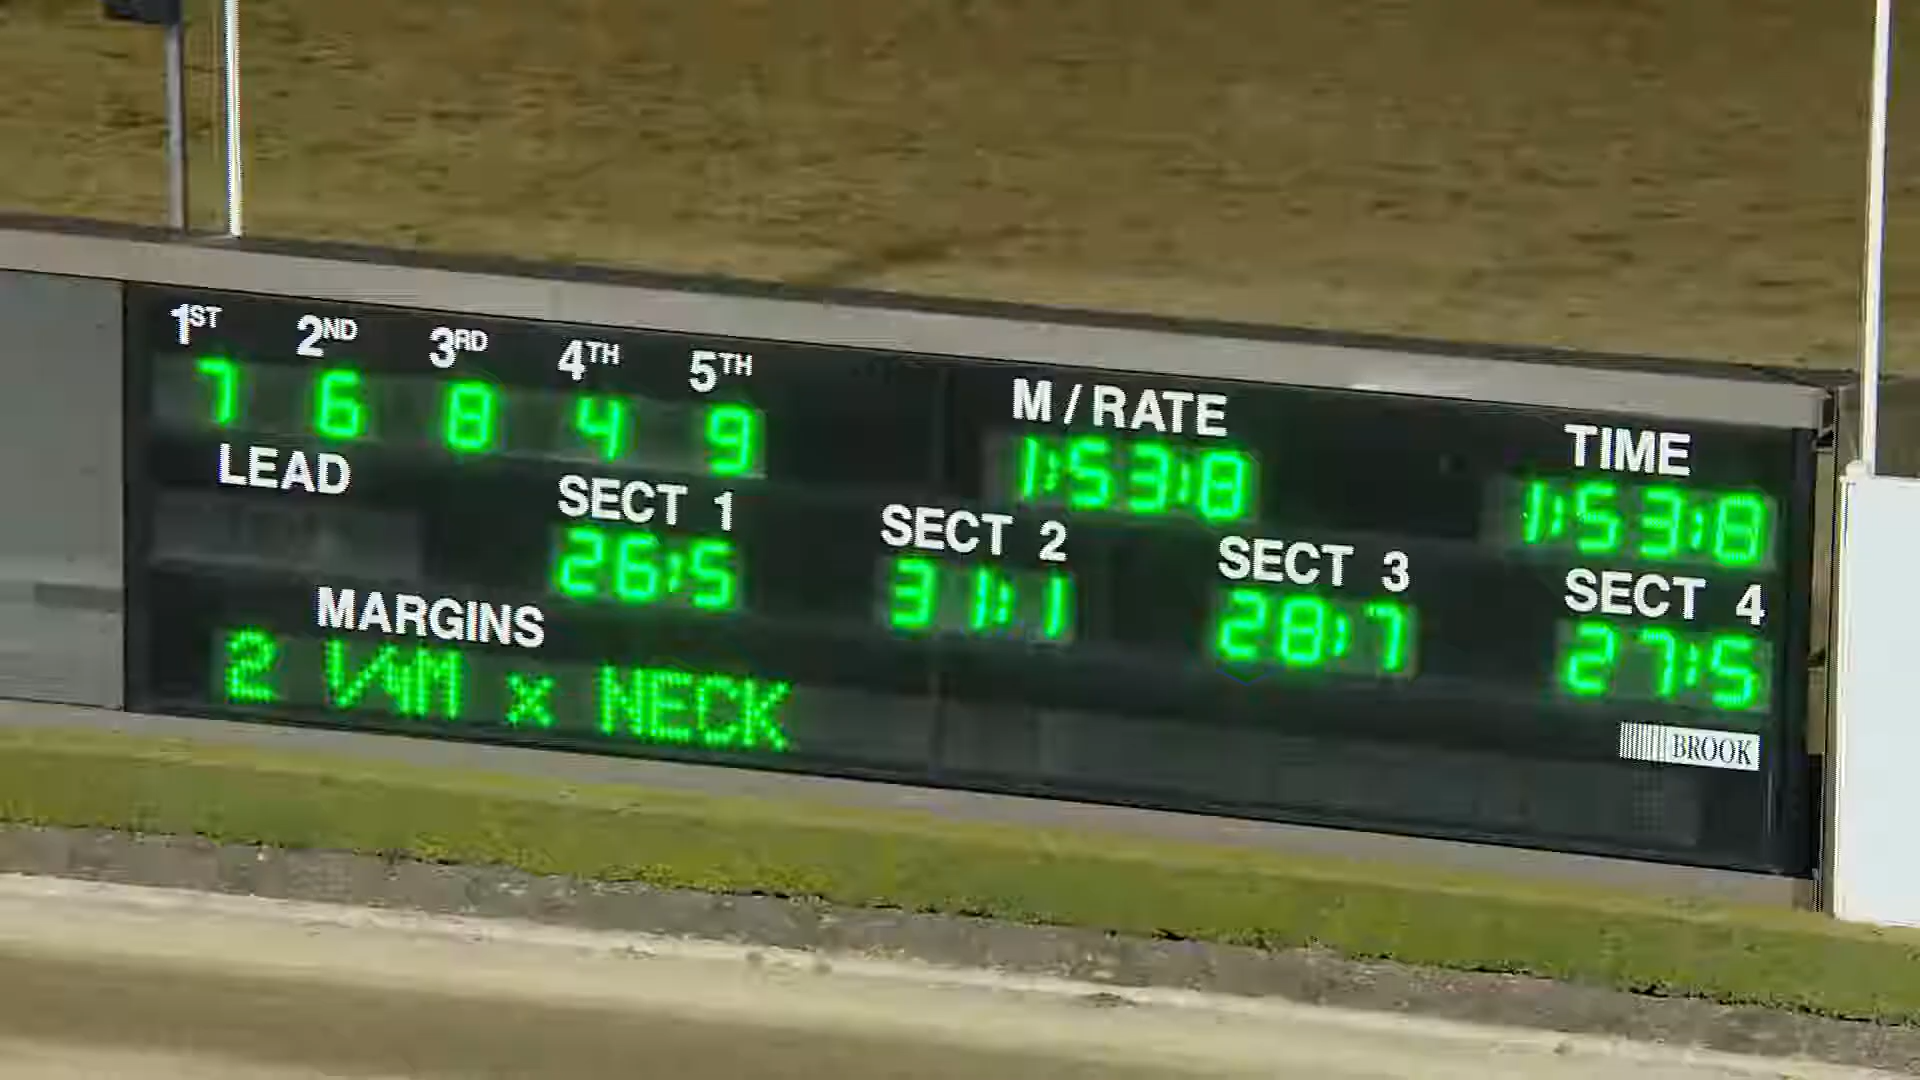 1ST 2ND 3RD 4TH 5TH
7 6 8 4 9
M / RATE
1:53:8
TIME
1:53:8
LEAD
SECT 1
26:5
SECT 2
31:1
SECT 3
28:7
SECT 4
27:5
MARGINS
2 x NECK
BROOK